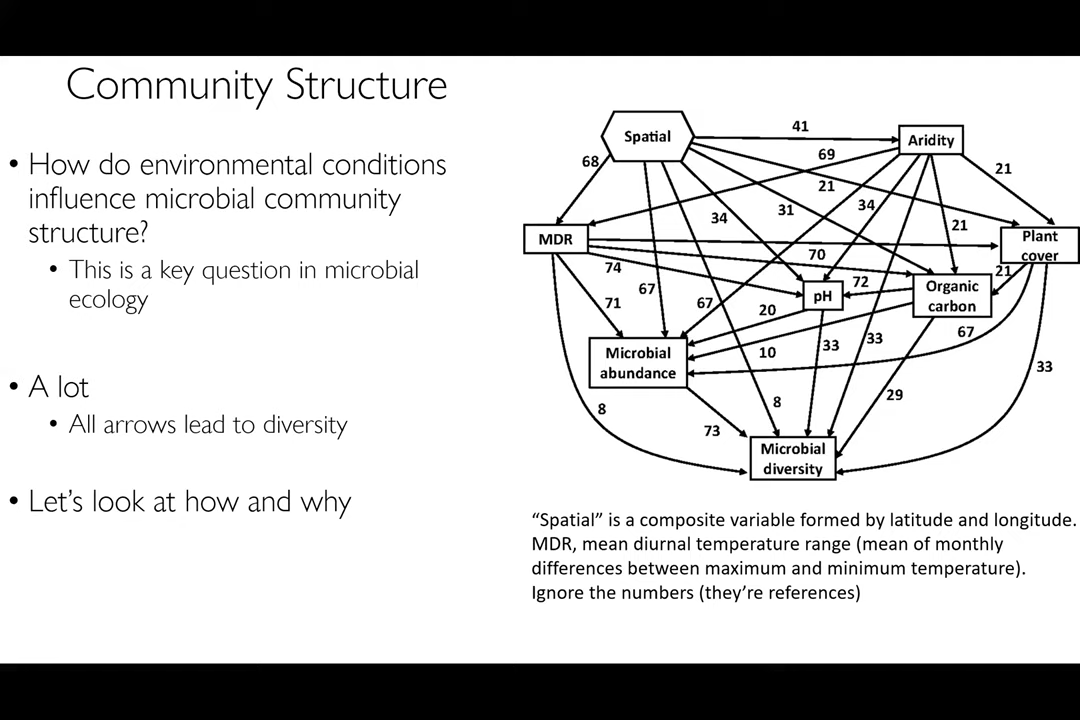 Community Structure
• How do environmental conditions
influence microbial community
structure?
• This is a key question in microbial
ecology
• A lot
• All arrows lead to diversity
• Let's look at how and why
Spatial
41
Aridity
68
69
21
21
34
31
34
21
MDR
Plant
cover
70
74
72
21
Organic
carbon
67
71
67
pH
20
67
Microbial
abundance
10
33
33
33
8
8
29
73
Microbial
diversity
“Spatial” is a composite variable formed by latitude and longitude.
MDR, mean diurnal temperature range (mean of monthly
differences between maximum and minimum temperature).
Ignore the numbers (they're references)